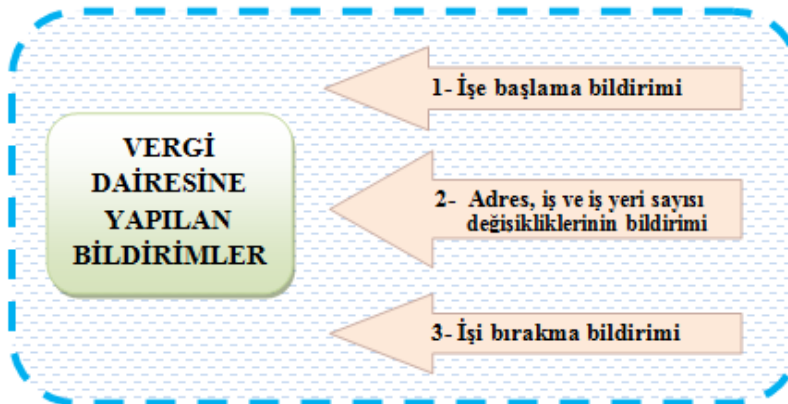 VERGİ
DAİRESİNE
YAPILAN
BİLDİRİMLER
1- İşe başlama bildirimi
2- Adres, iş ve iş yeri sayısı
değişikliklerinin bildirimi
3- İşi bırakma bildirimi